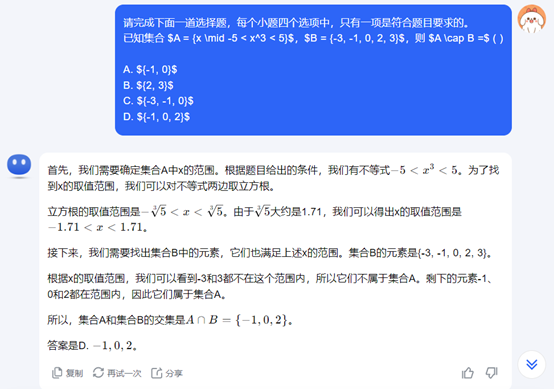 请完成下面一道选择题，每个小题四个选项中，只有一项是符合题目要求的。
已知集合 $A = {x \mid -5 < x^3 < 5}$，$B = {-3, -1, 0, 2, 3}$，则 $A \cap B =$ ( )
A. ${-1, 0}$
B. ${2, 3}$
C. ${-3, -1, 0}$
D. ${-1, 0, 2}$
首先，我们需要确定集合A中x的范围。根据题目给出的条件，我们有不等式−5 < x³ < 5。为了找
到x的取值范围，我们可以对不等式两边取立方根。
立方根的取值范围是−∛5 < x < ∛5。由于∛5大约是1.71，我们可以得出x的取值范围是
−1.71 < x < 1.71。
接下来，我们需要找出集合B中的元素，它们也满足上述x的范围。集合B的元素是{-3, -1, 0, 2, 3}。
根据x的取值范围，我们可以看到-3和3都不在这个范围内，所以它们不属于集合A。剩下的元素-1、
0和2都在范围内，因此它们属于集合A。
所以，集合A和集合B的交集是A ∩ B = {−1, 0, 2}。
答案是D. −1, 0, 2。
复制 再试一次 分享